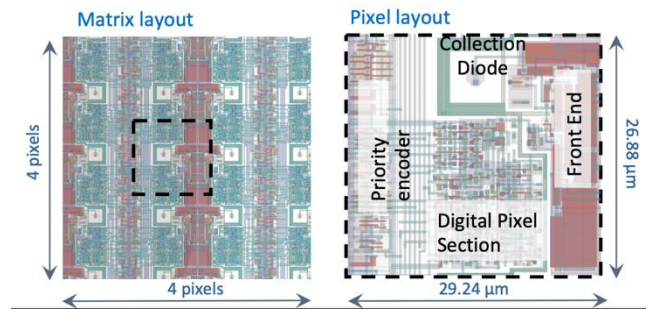 Matrix layout
4 pixels
4 pixels
Pixel layout
Collection
Diode
Priority
encoder
Front End
Digital Pixel
Section
26.88 μm
29.24 μm